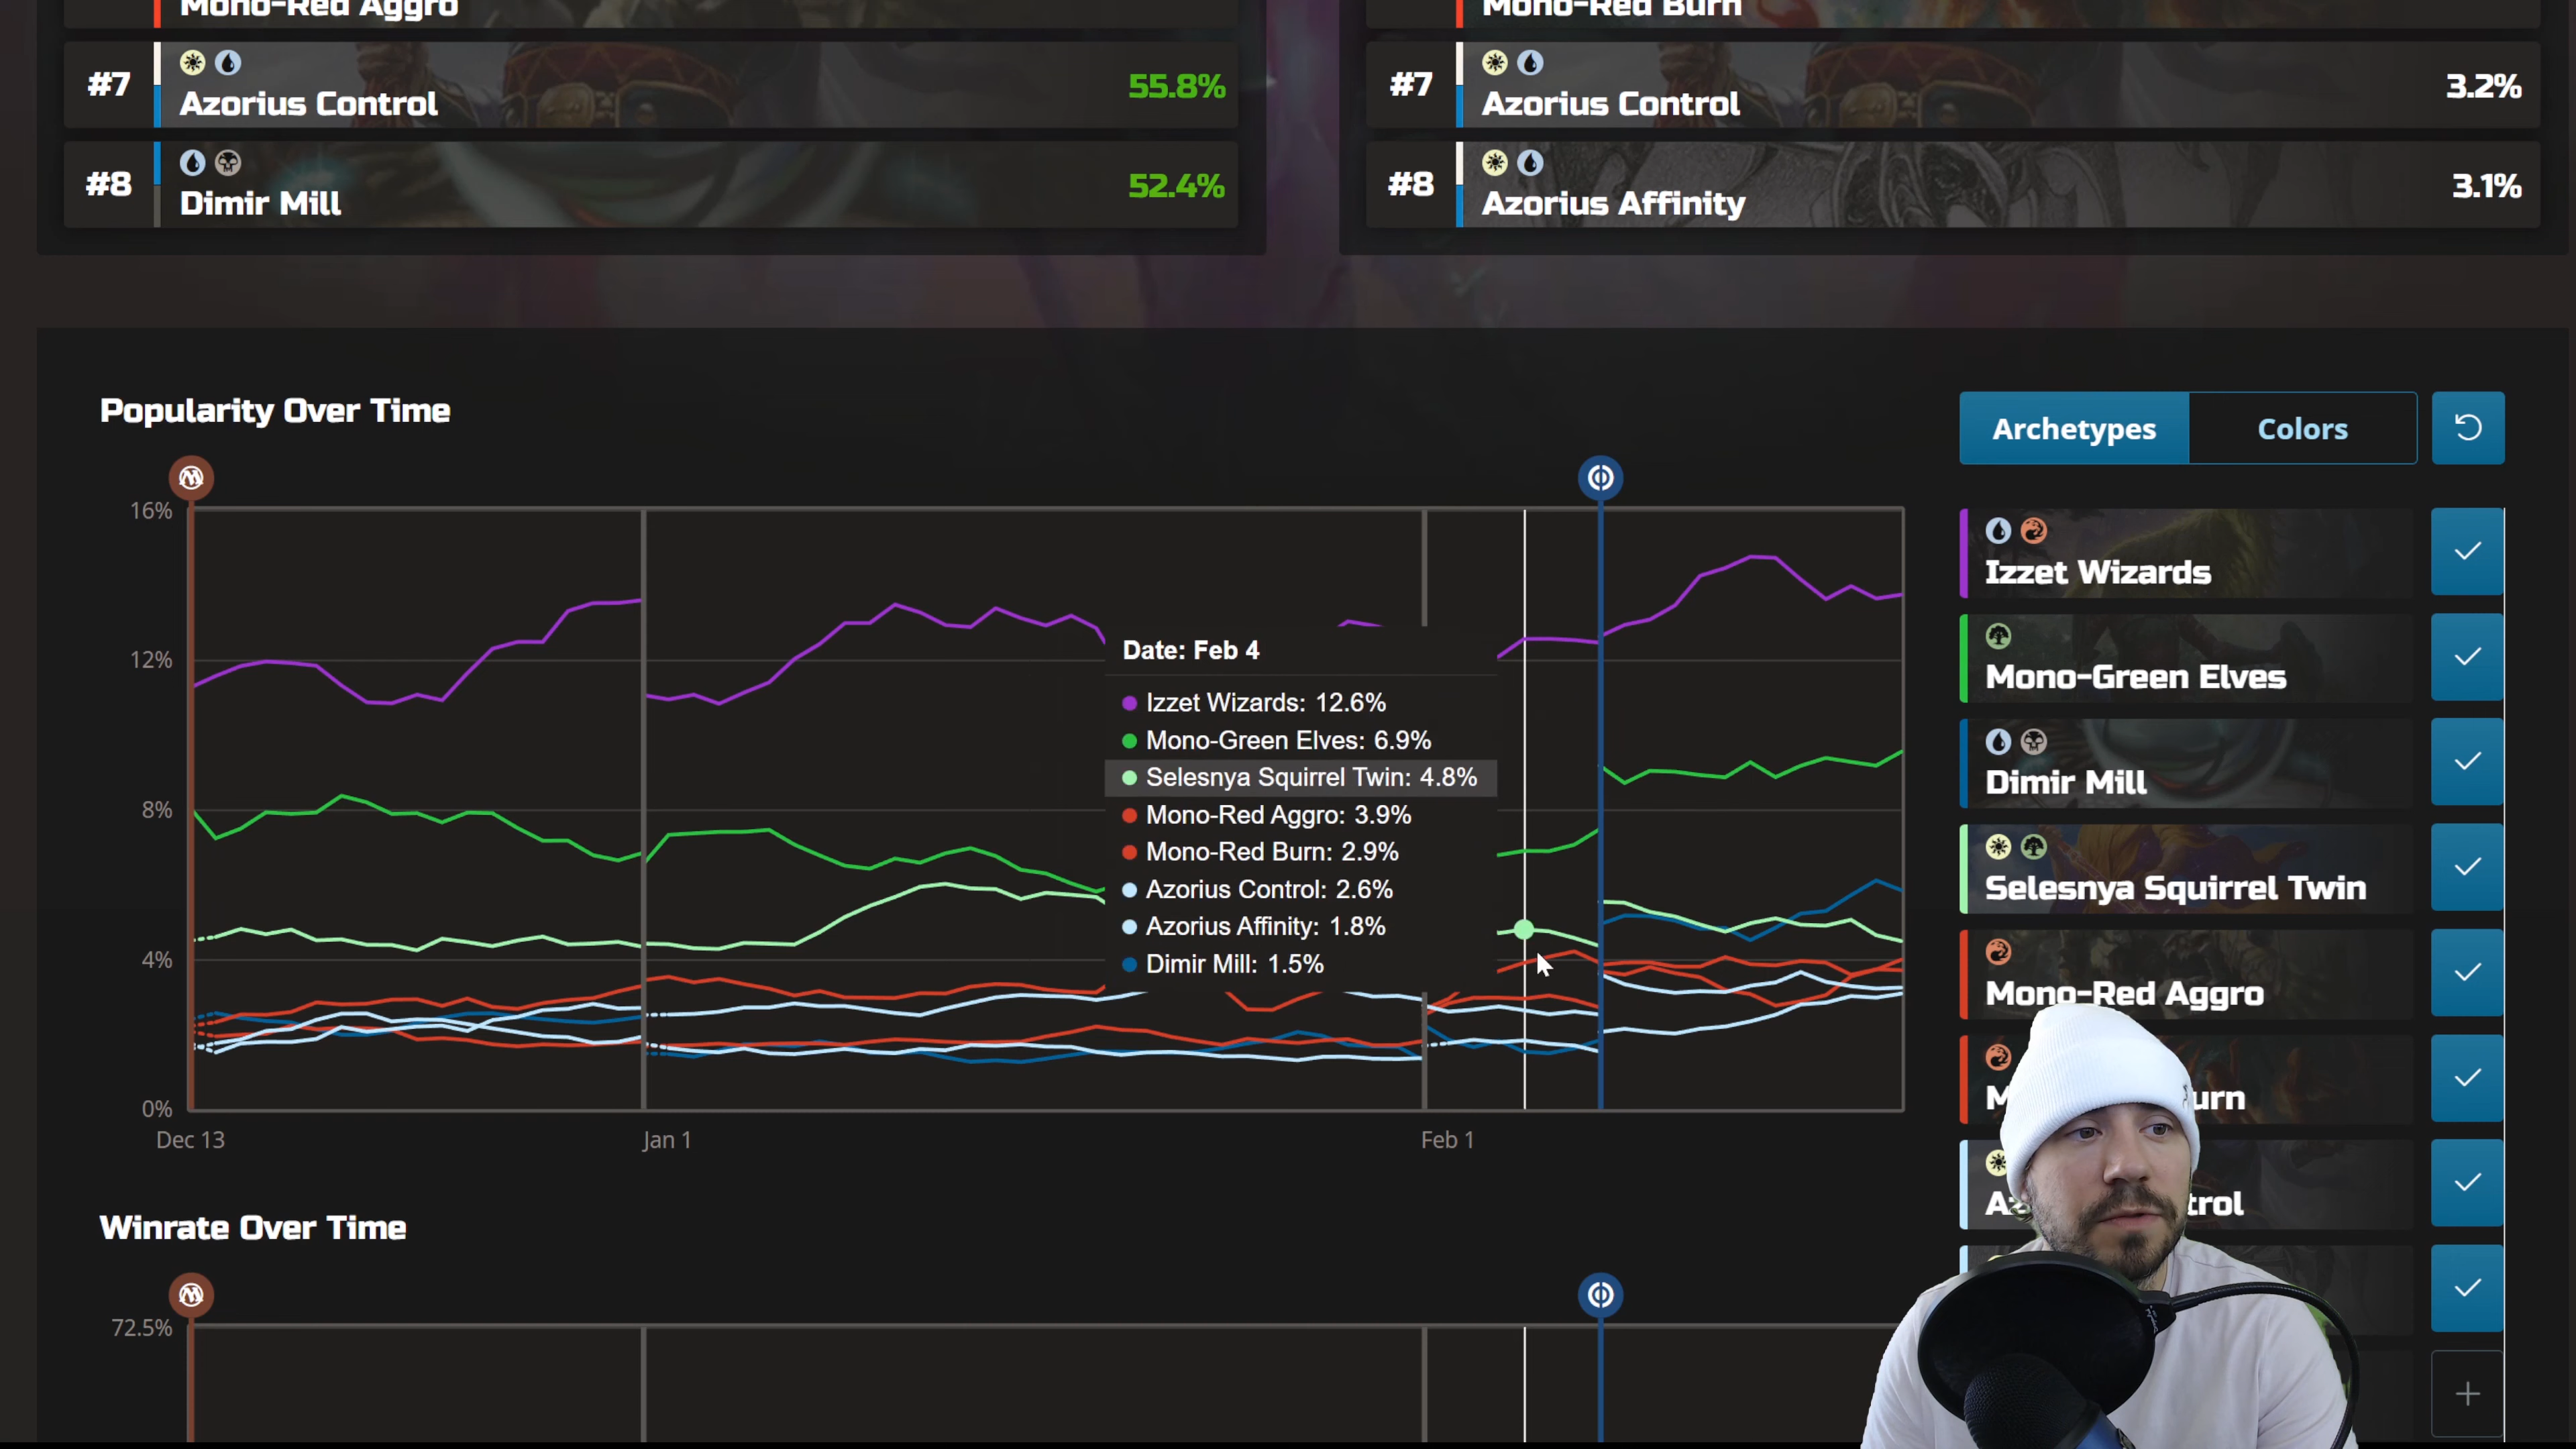 Mono-Red Aggro
#7
Azorius Control
55.8%
#8
Dimir Mill
52.4%
Mono-Red Burn
#7
Azorius Control
3.2%
#8
Azorius Affinity
3.1%
Popularity Over Time
Archetypes
Colors
16%
12%
8%
4%
0%
Dec 13
Jan 1
Feb 1
Date: Feb 4
Izzet Wizards: 12.6%
Mono-Green Elves: 6.9%
Selesnya Squirrel Twin: 4.8%
Mono-Red Aggro: 3.9%
Mono-Red Burn: 2.9%
Azorius Control: 2.6%
Azorius Affinity: 1.8%
Dimir Mill: 1.5%
Izzet Wizards
Mono-Green Elves
Dimir Mill
Selesnya Squirrel Twin
Mono-Red Aggro
M urn
Az trol
Winrate Over Time
72.5%